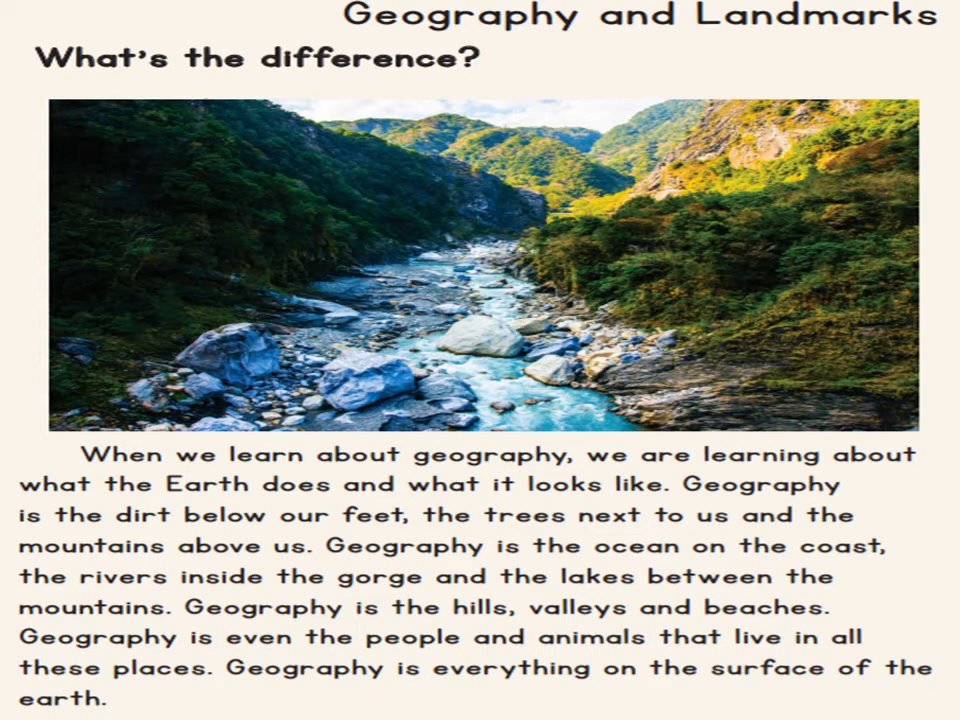 Geography and Landmarks
What's the difference?
When we learn about geography, we are learning about
what the Earth does and what it looks like. Geography
is the dirt below our feet, the trees next to us and the
mountains above us. Geography is the ocean on the coast,
the rivers inside the gorge and the lakes between the
mountains. Geography is the hills, valleys and beaches.
Geography is even the people and animals that live in all
these places. Geography is everything on the surface of the
earth.